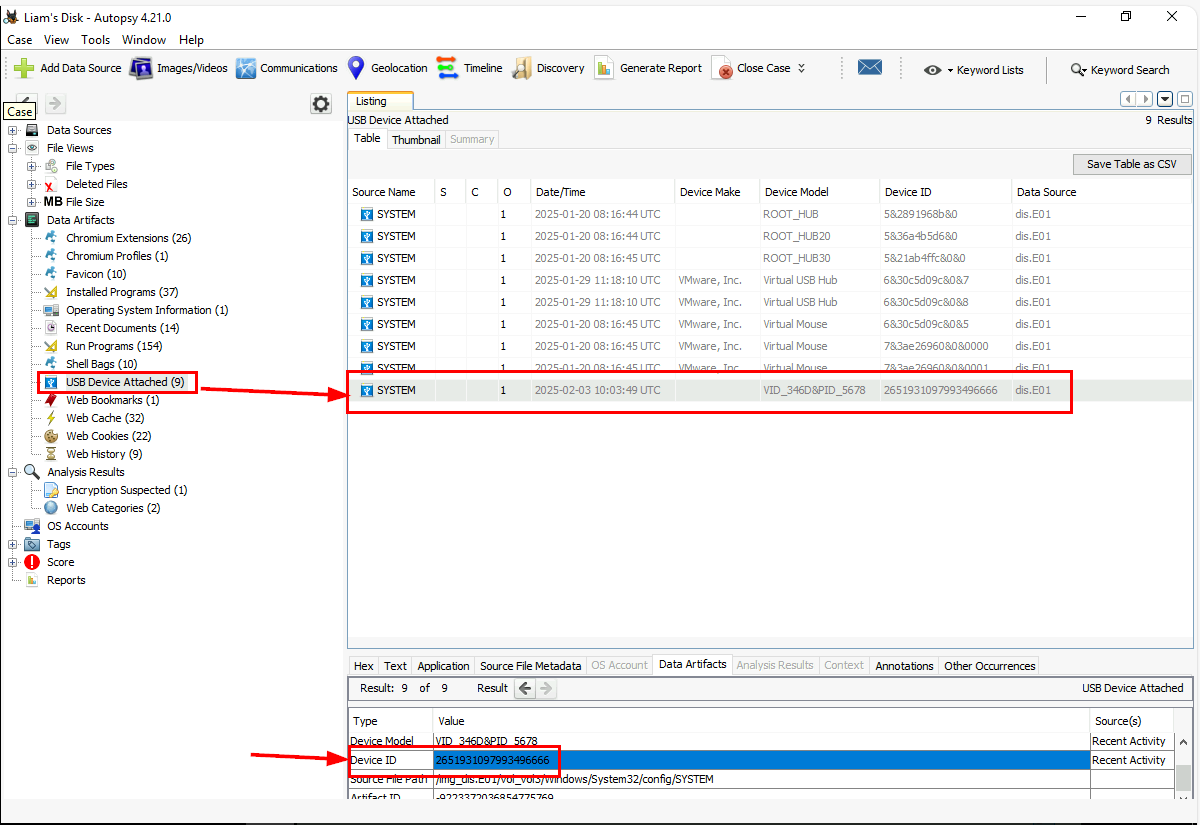 Liam's Disk - Autopsy 4.21.0
Case View Tools Window Help
Add Data Source Images/Videos Communications Geolocation Timeline Discovery Generate Report Close Case Keyword Lists Keyword Search
Case
Data Sources
File Views
File Types
Deleted Files
MB File Size
Data Artifacts
Chromium Extensions (26)
Chromium Profiles (1)
Favicon (10)
Installed Programs (37)
Operating System Information (1)
Recent Documents (14)
Run Programs (154)
Shell Bags (10)
USB Device Attached (9)
Web Bookmarks (1)
Web Cache (32)
Web Cookies (22)
Web History (9)
Analysis Results
Encryption Suspected (1)
Web Categories (2)
OS Accounts
Tags
Score
Reports
Listing
USB Device Attached
9 Results
Table Thumbnail Summary
Save Table as CSV
Source Name S C O Date/Time Device Make Device Model Device ID Data Source
SYSTEM 1 2025-01-20 08:16:44 UTC ROOT_HUB 5&2891968b&0 dis.E01
SYSTEM 1 2025-01-20 08:16:44 UTC ROOT_HUB20 5&36a4b5d6&0 dis.E01
SYSTEM 1 2025-01-20 08:16:45 UTC ROOT_HUB30 5&21ab4ffc&0&0 dis.E01
SYSTEM 1 2025-01-29 11:18:10 UTC VMware, Inc. Virtual USB Hub 6&30c5d09c&0&7 dis.E01
SYSTEM 1 2025-01-29 11:18:10 UTC VMware, Inc. Virtual USB Hub 6&30c5d09c&0&8 dis.E01
SYSTEM 1 2025-01-20 08:16:45 UTC VMware, Inc. Virtual Mouse 6&30c5d09c&0&5 dis.E01
SYSTEM 1 2025-01-20 08:16:45 UTC VMware, Inc. Virtual Mouse 7&3ae26960&0&0000 dis.E01
SYSTEM 1 2025-01-20 08:16:45 UTC VMware, Inc. Virtual Mouse 7&3ae26960&0&0001 dis.E01
SYSTEM 1 2025-02-03 10:03:49 UTC VID_346D&PID_5678 2651931097993496666 dis.E01
Hex Text Application Source File Metadata OS Account Data Artifacts Analysis Results Context Annotations Other Occurrences
Result: 9 of 9 Result USB Device Attached
Type Value Source(s)
Device Model VID_346D&PID_5678 Recent Activity
Device ID 2651931097993496666 Recent Activity
Source File Path /img_dis.E01/vol_vol3/Windows/System32/config/SYSTEM
Artifact ID -9223372036854775769